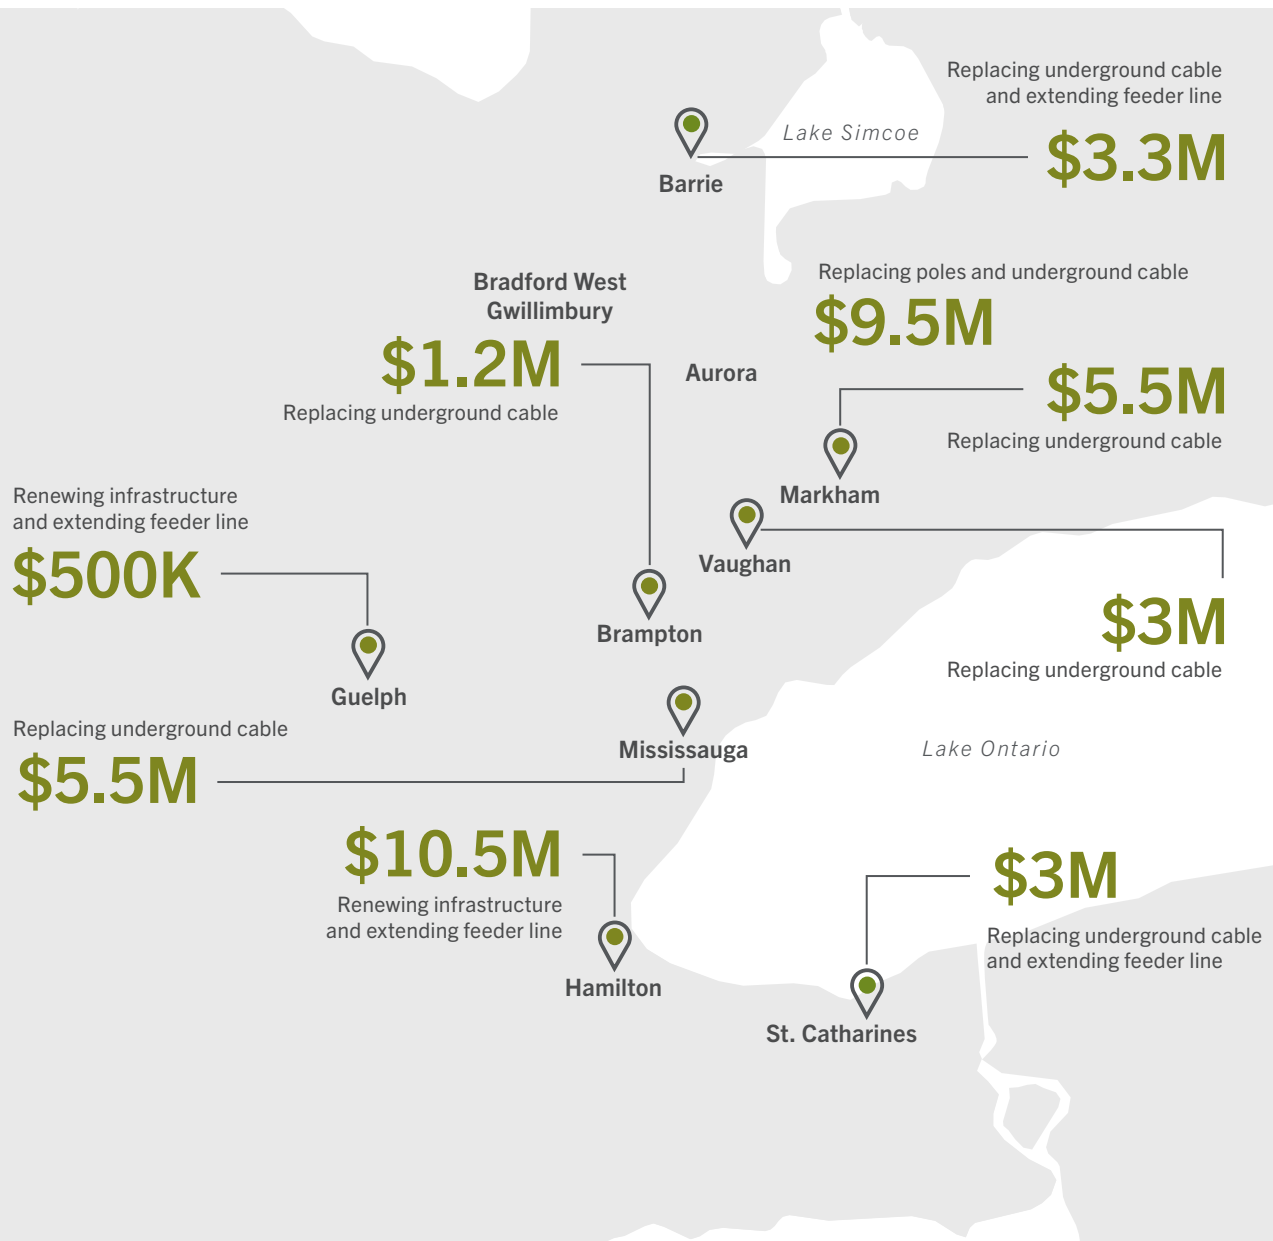 Replacing underground cable
and extending feeder line
$3.3M
Lake Simcoe
Barrie
Bradford West
Gwillimbury
Replacing poles and underground cable
$9.5M
$1.2M
Replacing underground cable
Aurora
$5.5M
Replacing underground cable
Markham
Renewing infrastructure
and extending feeder line
$500K
Vaughan
$3M
Replacing underground cable
Brampton
Guelph
Replacing underground cable
$5.5M
Mississauga
Lake Ontario
$10.5M
Renewing infrastructure
and extending feeder line
Hamilton
$3M
Replacing underground cable
and extending feeder line
St. Catharines